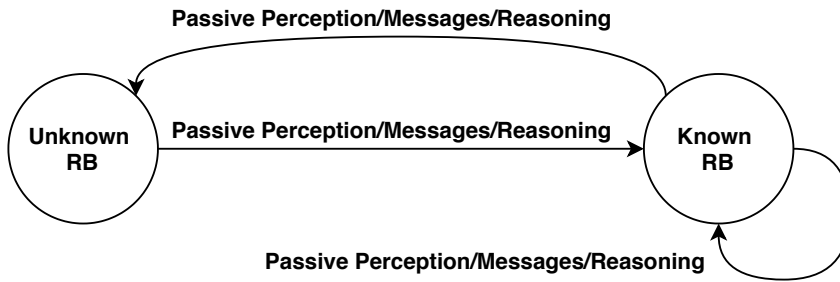 Passive Perception/Messages/Reasoning
Unknown
RB
Passive Perception/Messages/Reasoning
Known
RB
Passive Perception/Messages/Reasoning